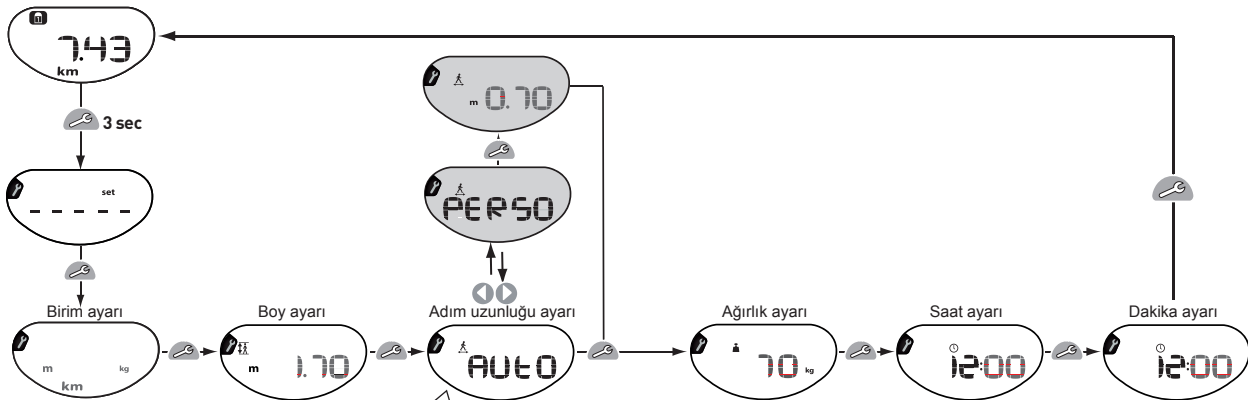 7.43
km
3 sec
set
- - - - -
m 0.70
PERSO
Birim ayarı
m kg
km
Boy ayarı
m 1.70
Adım uzunluğu ayarı
AUtO
Ağırlık ayarı
70 kg
Saat ayarı
12:00
Dakika ayarı
12:00